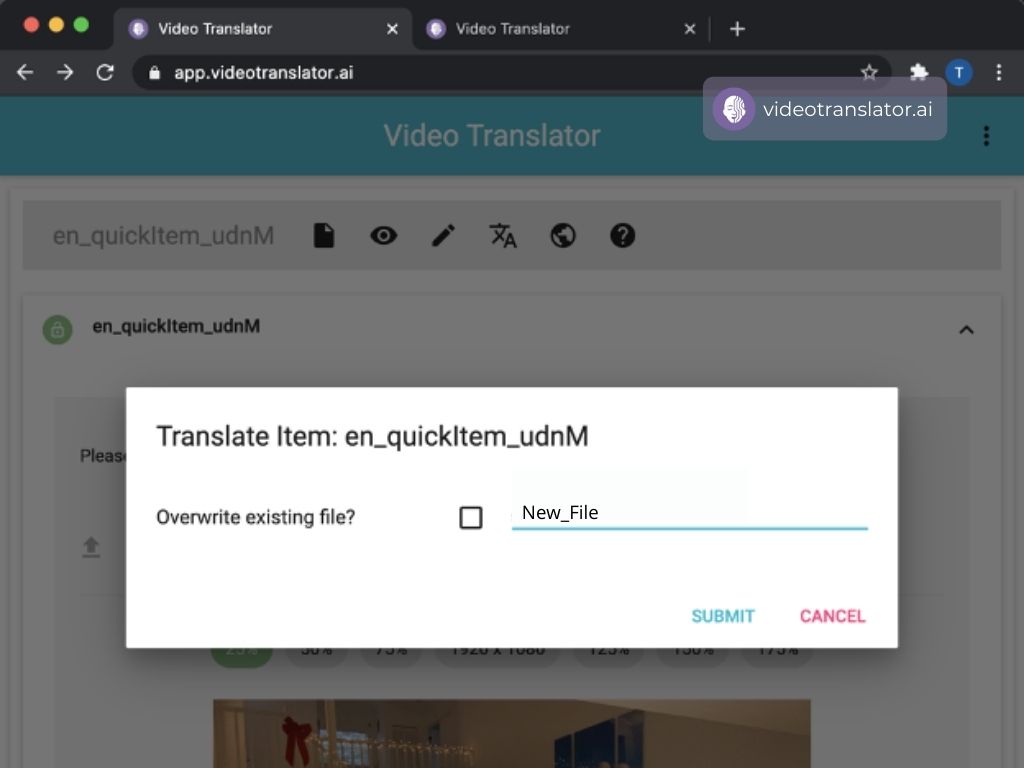 Video Translator
Video Translator
app.videotranslator.ai
T
videotranslator.ai
Video Translator
en_quickItem_udnM
en_quickItem_udnM
Translate Item: en_quickItem_udnM
Pleas
Overwrite existing file?
New_File
SUBMIT CANCEL
25% 50% 75% 1920 x 1080 125% 150% 175%